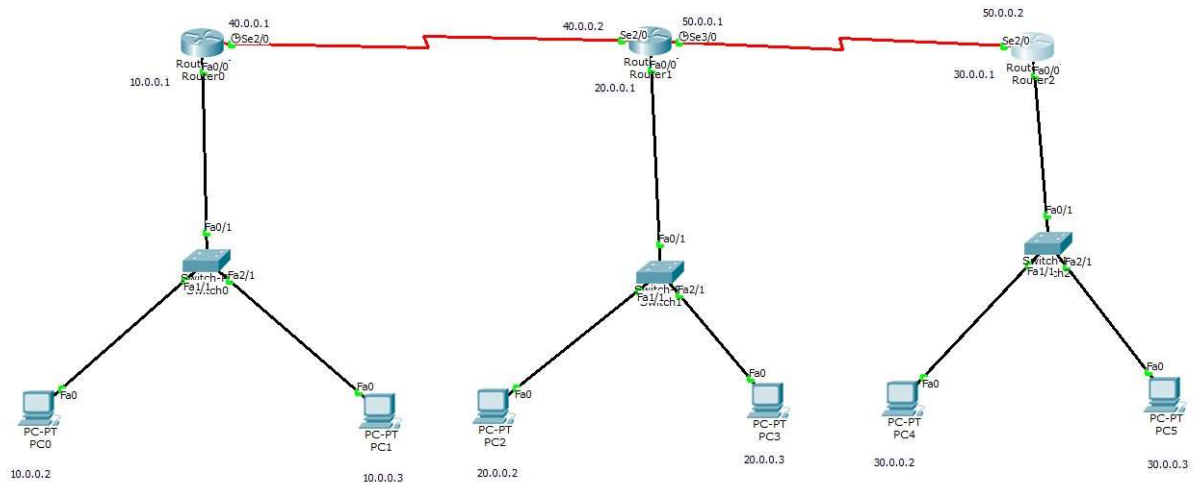 40.0.0.1
Se2/0
Fa0/0
Router0
10.0.0.1
40.0.0.2
50.0.0.1
Se2/0
Se3/0
Fa0/0
Router1
20.0.0.1
50.0.0.2
Se2/0
Fa0/0
Router2
30.0.0.1
Fa0/1
Fa1/1
Fa2/1
Switch0
Fa0/1
Fa1/1
Fa2/1
Fa0/1
Fa1/1
Fa2/1
Fa0
PC-PT
PC0
10.0.0.2
Fa0
PC-PT
PC1
10.0.0.3
Fa0
PC-PT
PC2
20.0.0.2
Fa0
PC-PT
PC3
20.0.0.3
Fa0
PC-PT
PC4
30.0.0.2
Fa0
PC-PT
PC5
30.0.0.3